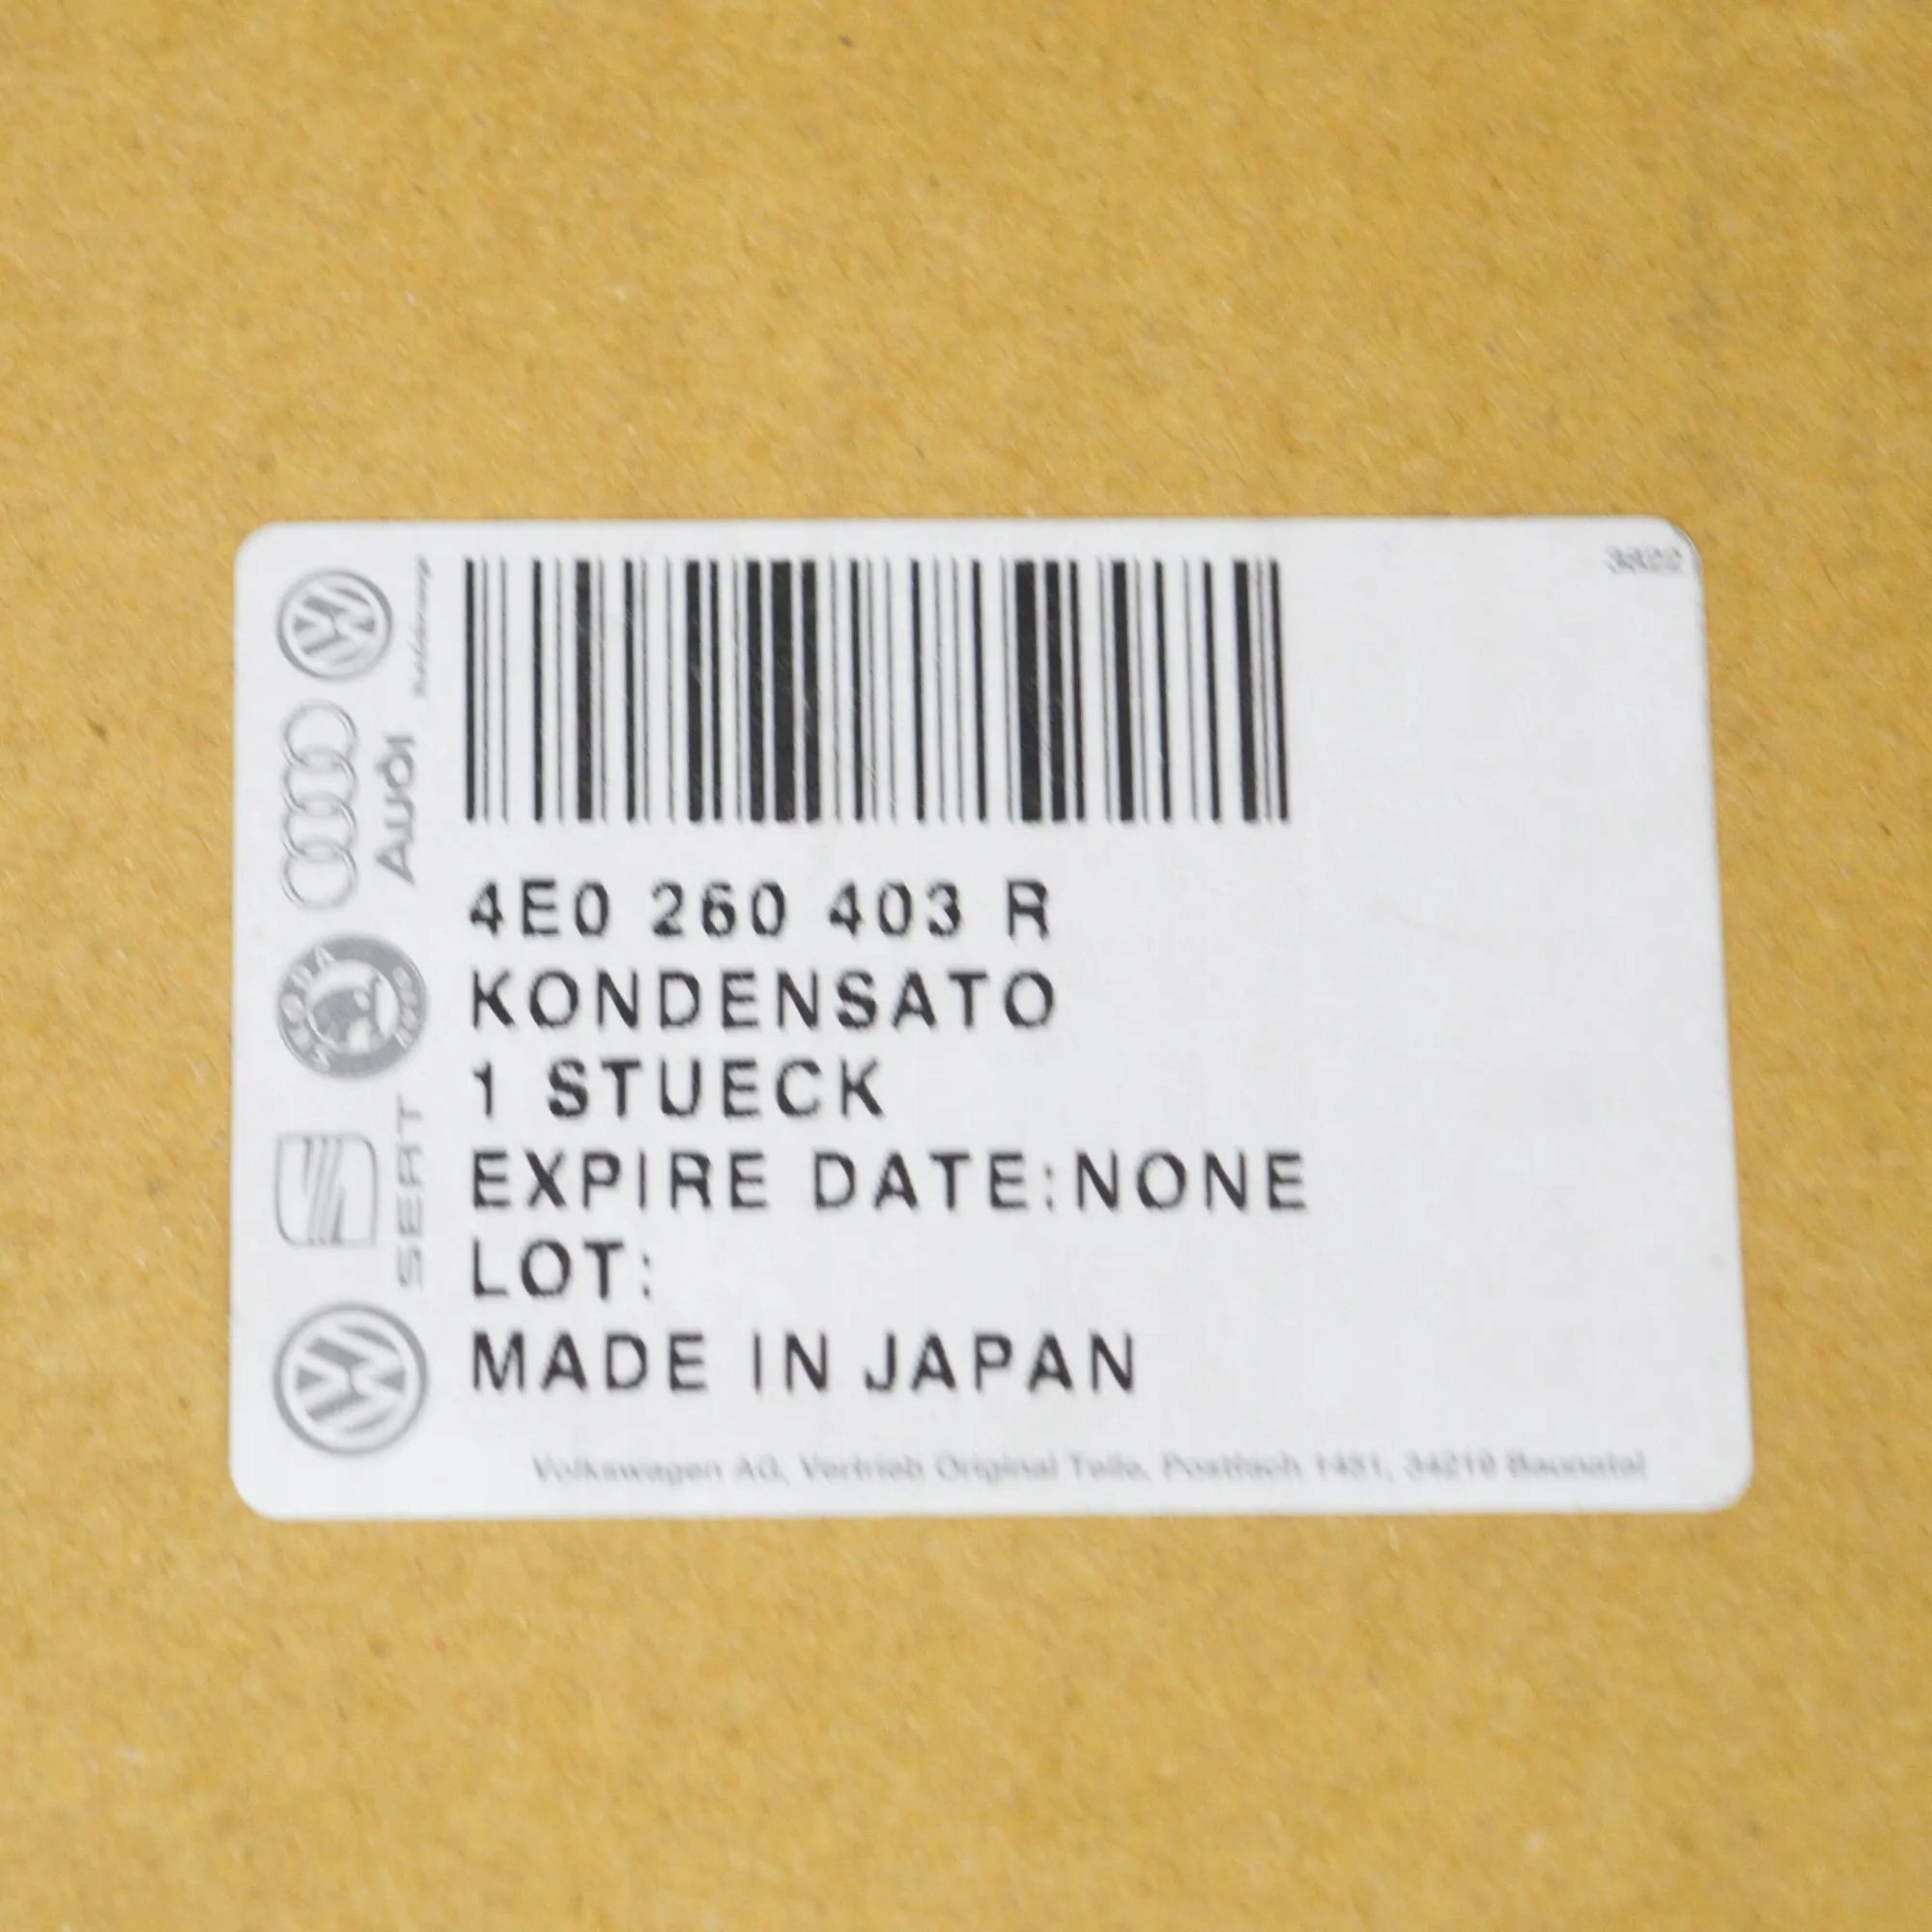 3822
4E0 260 403 R
KONDENSATO
1 STUECK
EXPIRE DATE:NONE
LOT:
MADE IN JAPAN
Volkswagen AG, Vertrieb Original Teile, Postfach 1451, 34219 Baunatal
Audi
SKODA
SEAT